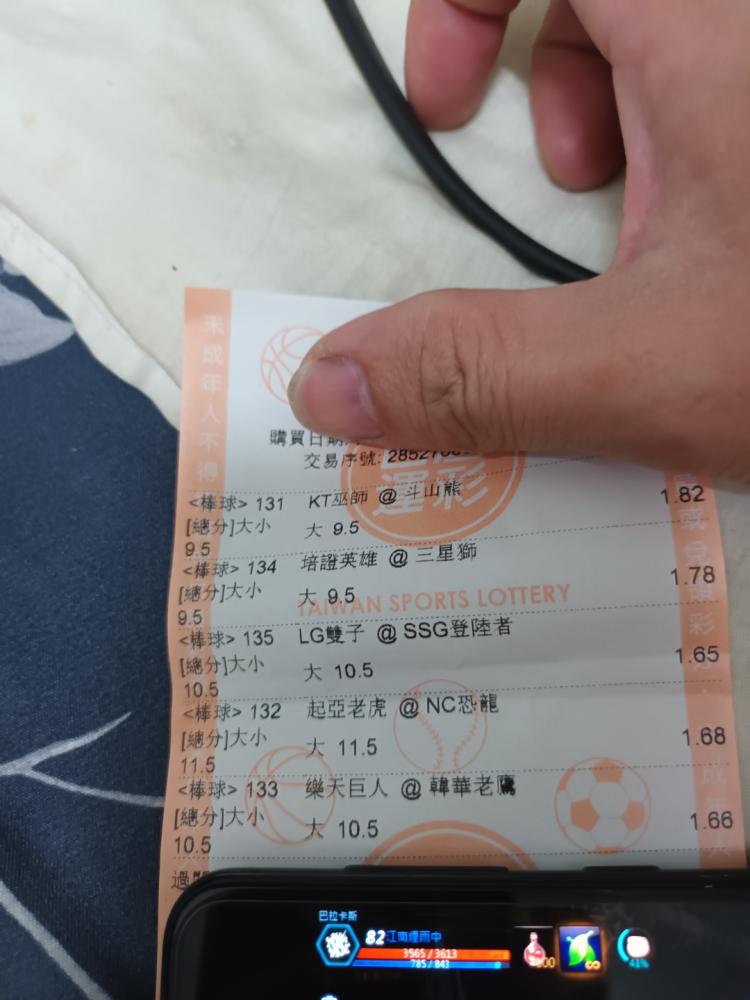 未成年人不得
購買日期
交易序號: 28527
運彩
<棒球> 131 KT巫師 @ 斗山熊 1.82
[總分]大小 大 9.5
9.5
<棒球> 134 培證英雄 @ 三星獅 1.78
[總分]大小 大 9.5
9.5
TAIWAN SPORTS LOTTERY
<棒球> 135 LG雙子 @ SSG登陸者 1.65
[總分]大小 大 10.5
10.5
<棒球> 132 起亞老虎 @ NC恐龍 1.68
[總分]大小 大 11.5
11.5
<棒球> 133 樂天巨人 @ 韓華老鷹 1.66
[總分]大小 大 10.5
10.5
過關
巴拉卡斯
82 江南煙雨中
3565 / 3613
785 / 843
41%